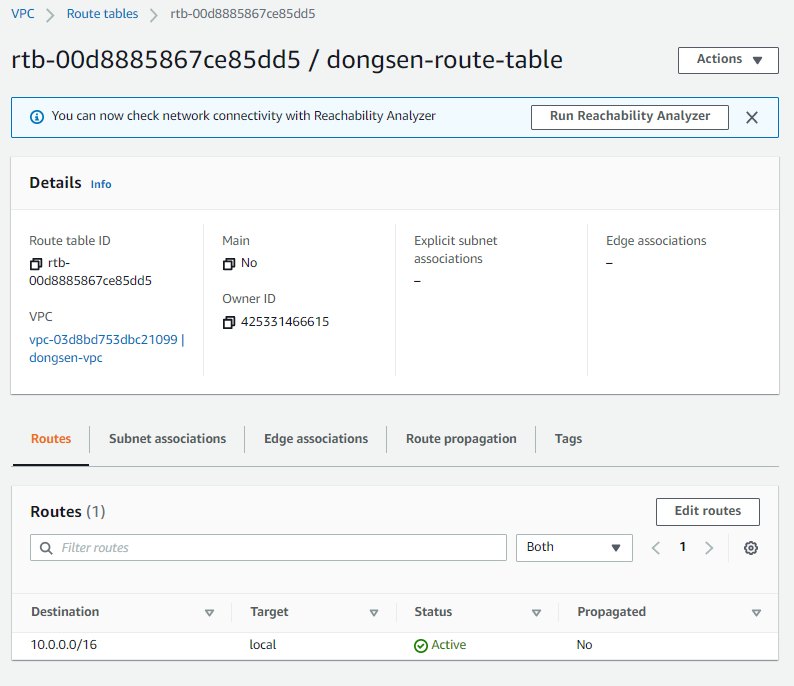 VPC > Route tables > rtb-00d8885867ce85dd5
rtb-00d8885867ce85dd5 / dongsen-route-table
Actions
You can now check network connectivity with Reachability Analyzer
Run Reachability Analyzer
Details Info
Route table ID
rtb-
00d8885867ce85dd5
VPC
vpc-03d8bd753dbc21099 |
dongsen-vpc
Main
No
Owner ID
425331466615
Explicit subnet
associations
–
Edge associations
–
Routes Subnet associations Edge associations Route propagation Tags
Routes (1)
Edit routes
Filter routes
Both
1
Destination Target Status Propagated
10.0.0.0/16 local Active No